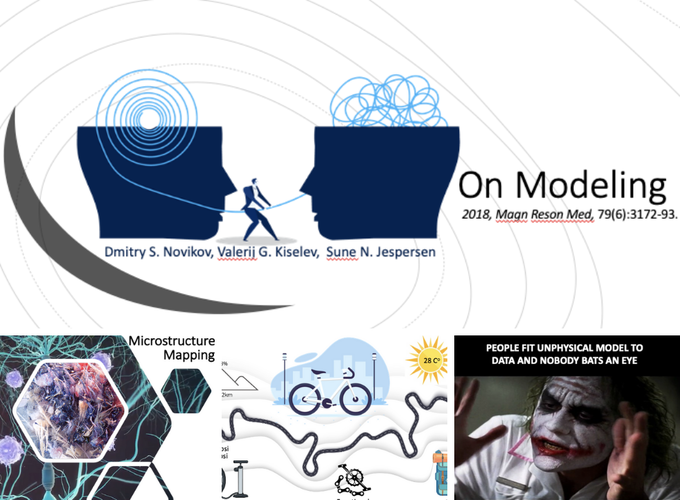 On Modeling
2018, Magn Reson Med, 79(6):3172-93.
Dmitry S. Novikov, Valerij G. Kiselev, Sune N. Jespersen
Microstructure
Mapping
28 Cº
2km
PEOPLE FIT UNPHYSICAL MODEL TO
DATA AND NOBODY BATS AN EYE